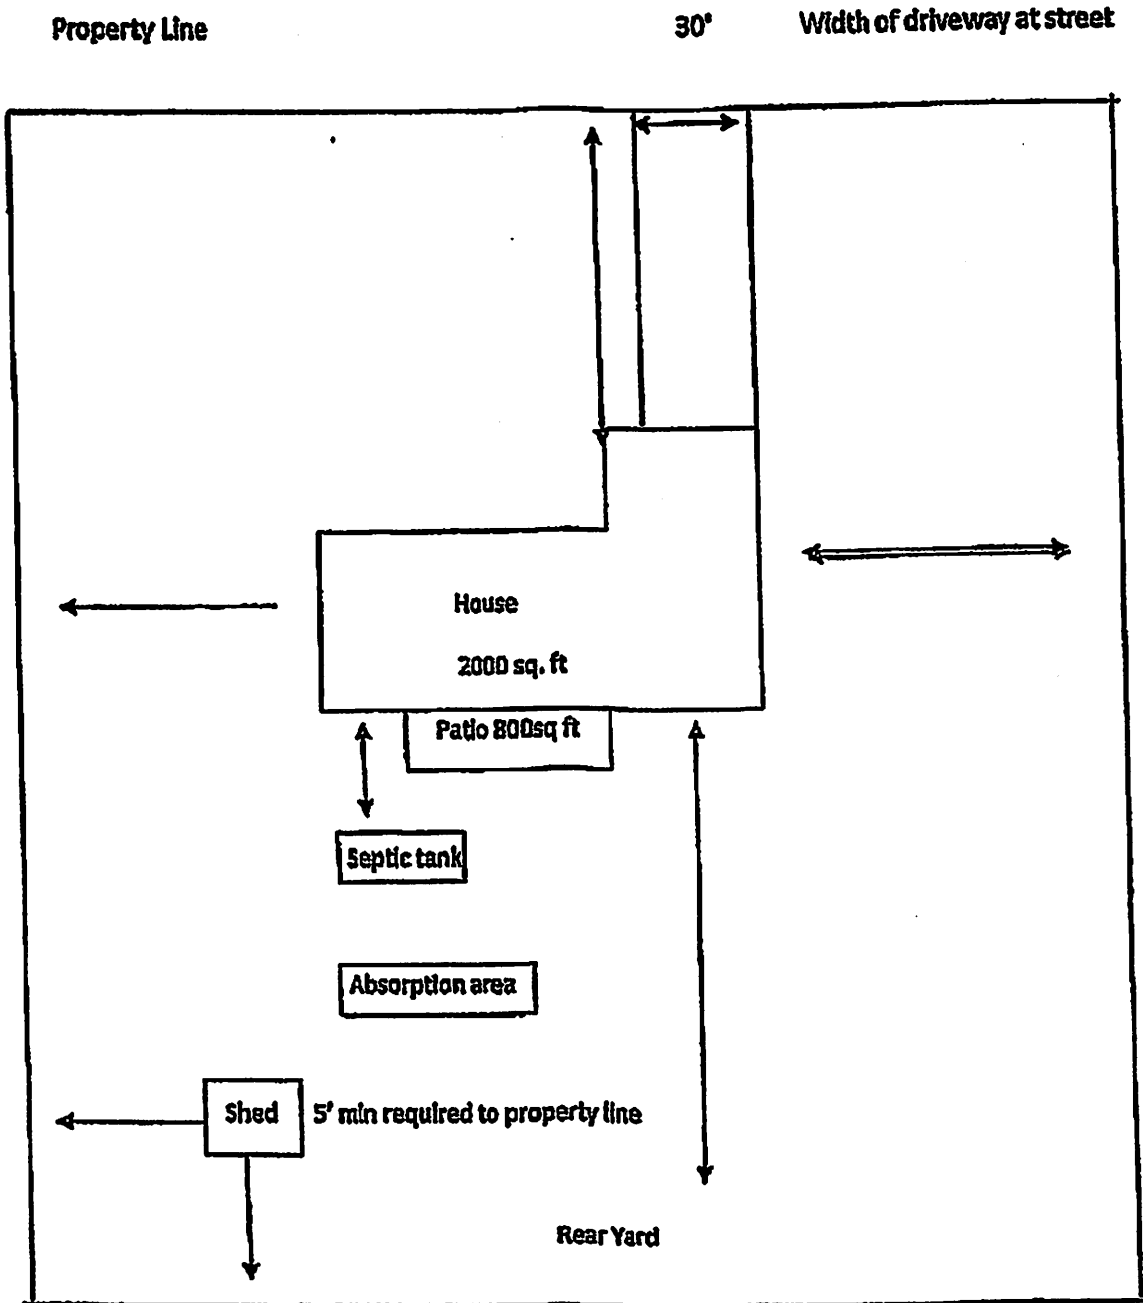 Property Line
30'
Width of driveway at street
House
2000 sq. ft
Patio 800sq ft
Septic tank
Absorption area
Shed
5' min required to property line
Rear Yard